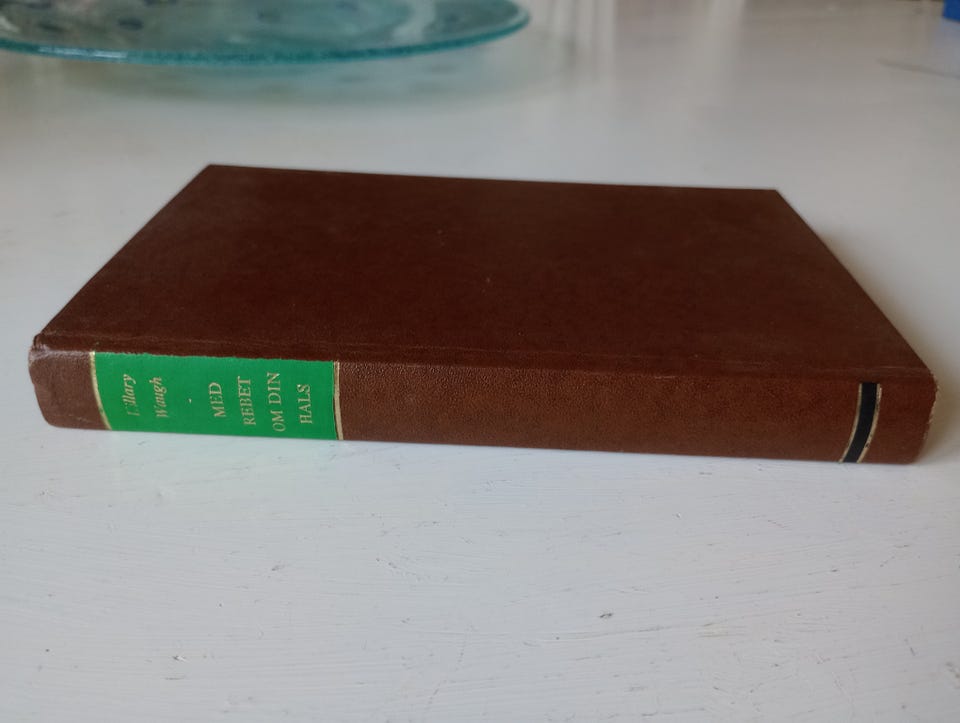 Hillary
Waugh
MED
REBET
OM DIN
HALS